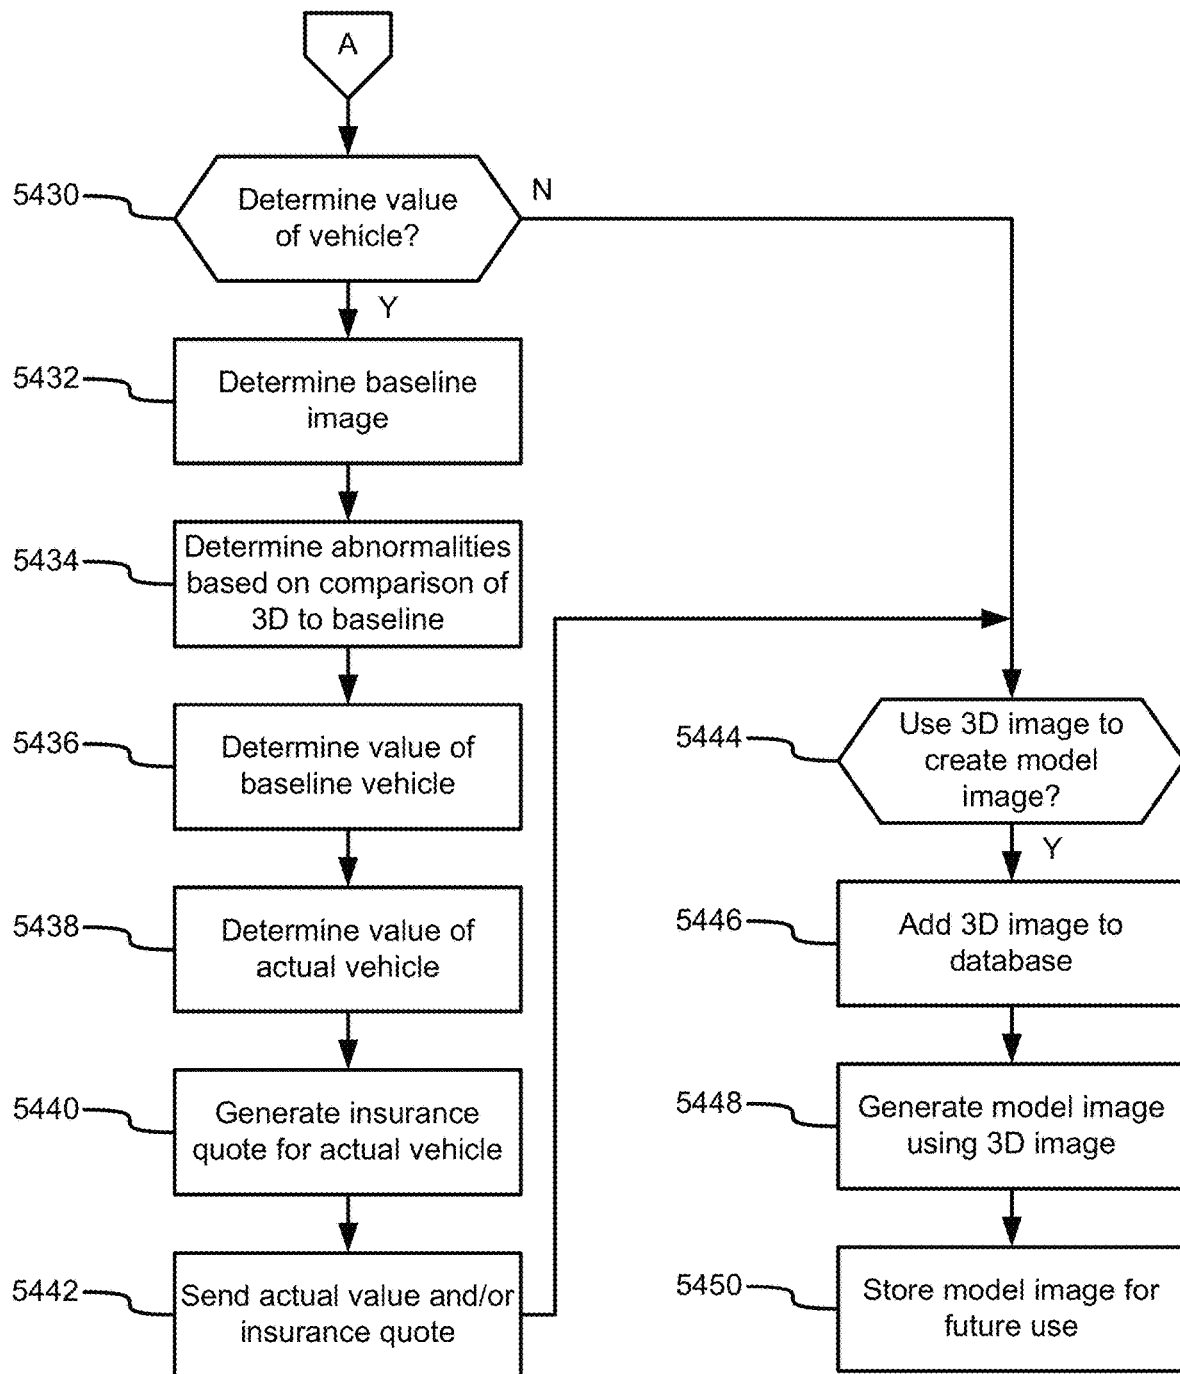 A
5430
Determine value
of vehicle?
N
Y
5432
Determine baseline
image
5434
Determine abnormalities
based on comparison of
3D to baseline
5436
Determine value of
baseline vehicle
5438
Determine value of
actual vehicle
5440
Generate insurance
quote for actual vehicle
5442
Send actual value and/or
insurance quote
5444
Use 3D image to
create model
image?
Y
5446
Add 3D image to
database
5448
Generate model image
using 3D image
5450
Store model image for
future use